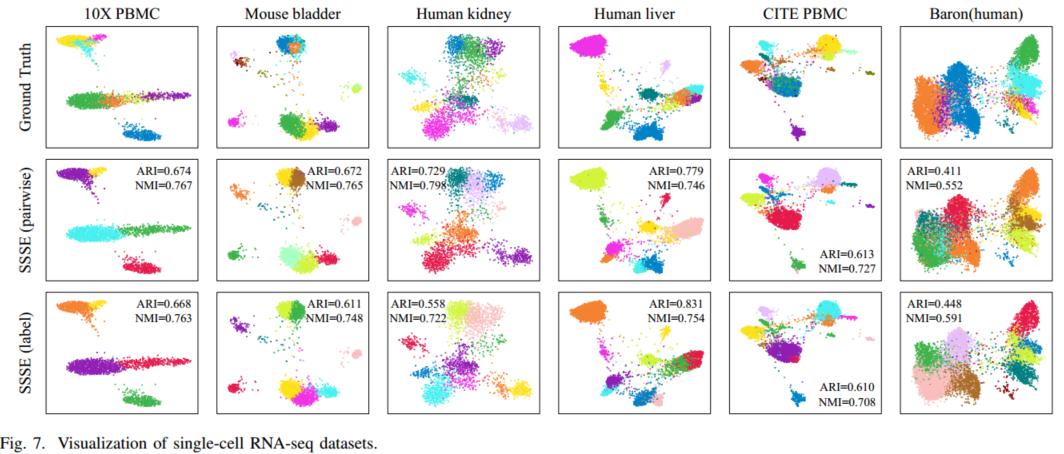 10X PBMC Mouse bladder Human kidney Human liver CITE PBMC Baron(human)
Ground Truth
SSSE (pairwise)
ARI=0.674
NMI=0.767
ARI=0.672
NMI=0.765
ARI=0.729
NMI=0.798
ARI=0.779
NMI=0.746
ARI=0.613
NMI=0.727
ARI=0.411
NMI=0.552
SSSE (label)
ARI=0.668
NMI=0.763
ARI=0.611
NMI=0.748
ARI=0.558
NMI=0.722
ARI=0.831
NMI=0.754
ARI=0.610
NMI=0.708
ARI=0.448
NMI=0.591
Fig. 7. Visualization of single-cell RNA-seq datasets.